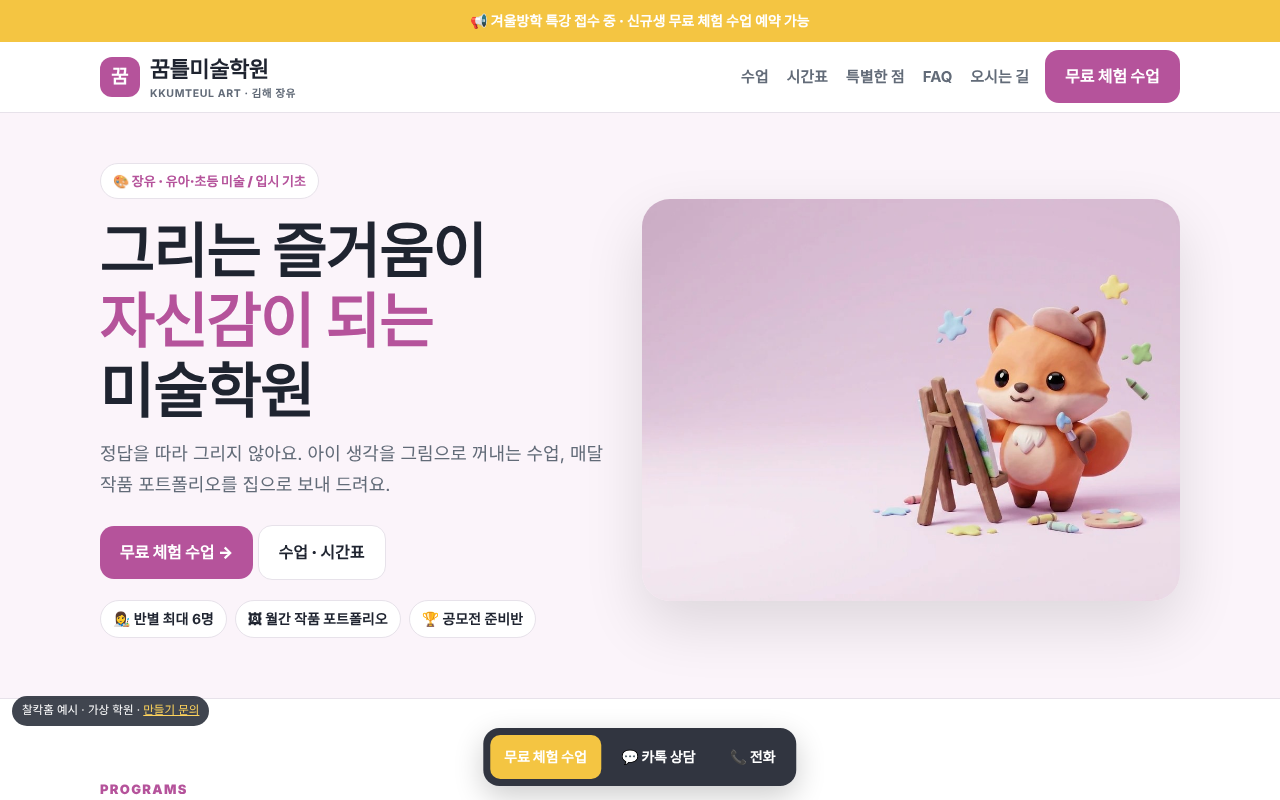 📢 겨울방학 특강 접수 중 · 신규생 무료 체험 수업 예약 가능
꿈 꿈틀미술학원
KKUMTEUL ART · 김해 장유
수업 시간표 특별한 점 FAQ 오시는 길 무료 체험 수업
🎨 장유 · 유아·초등 미술 / 입시 기초
그리는 즐거움이
자신감이 되는
미술학원
정답을 따라 그리지 않아요. 아이 생각을 그림으로 꺼내는 수업, 매달
작품 포트폴리오를 집으로 보내 드려요.
무료 체험 수업 → 수업 · 시간표
👩‍🎨 반별 최대 6명 🖼 월간 작품 포트폴리오 🏆 공모전 준비반
찰칵홈 예시 · 가상 학원 · 만들기 문의
무료 체험 수업 💬 카톡 상담 📞 전화
PROGRAMS